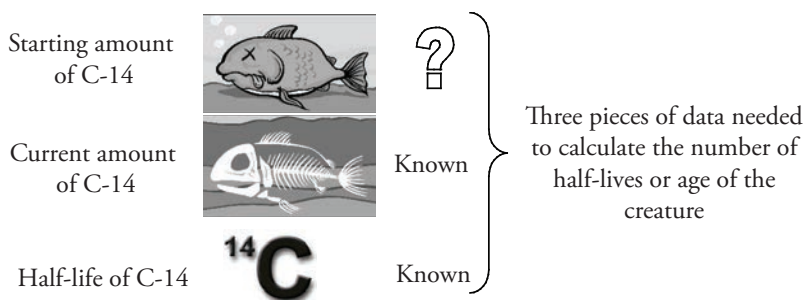 Starting amount
of C-14
?
Current amount
of C-14
Known
Half-life of C-14
14C
Known
Three pieces of data needed
to calculate the number of
half-lives or age of the
creature